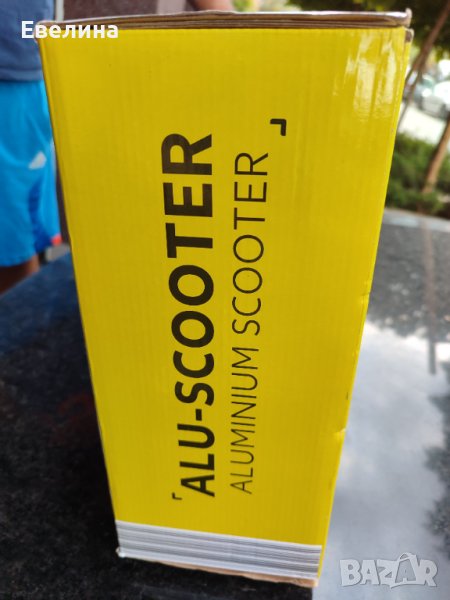 Евелина
ALU-SCOOTER
ALUMINIUM SCOOTER
BAZAR